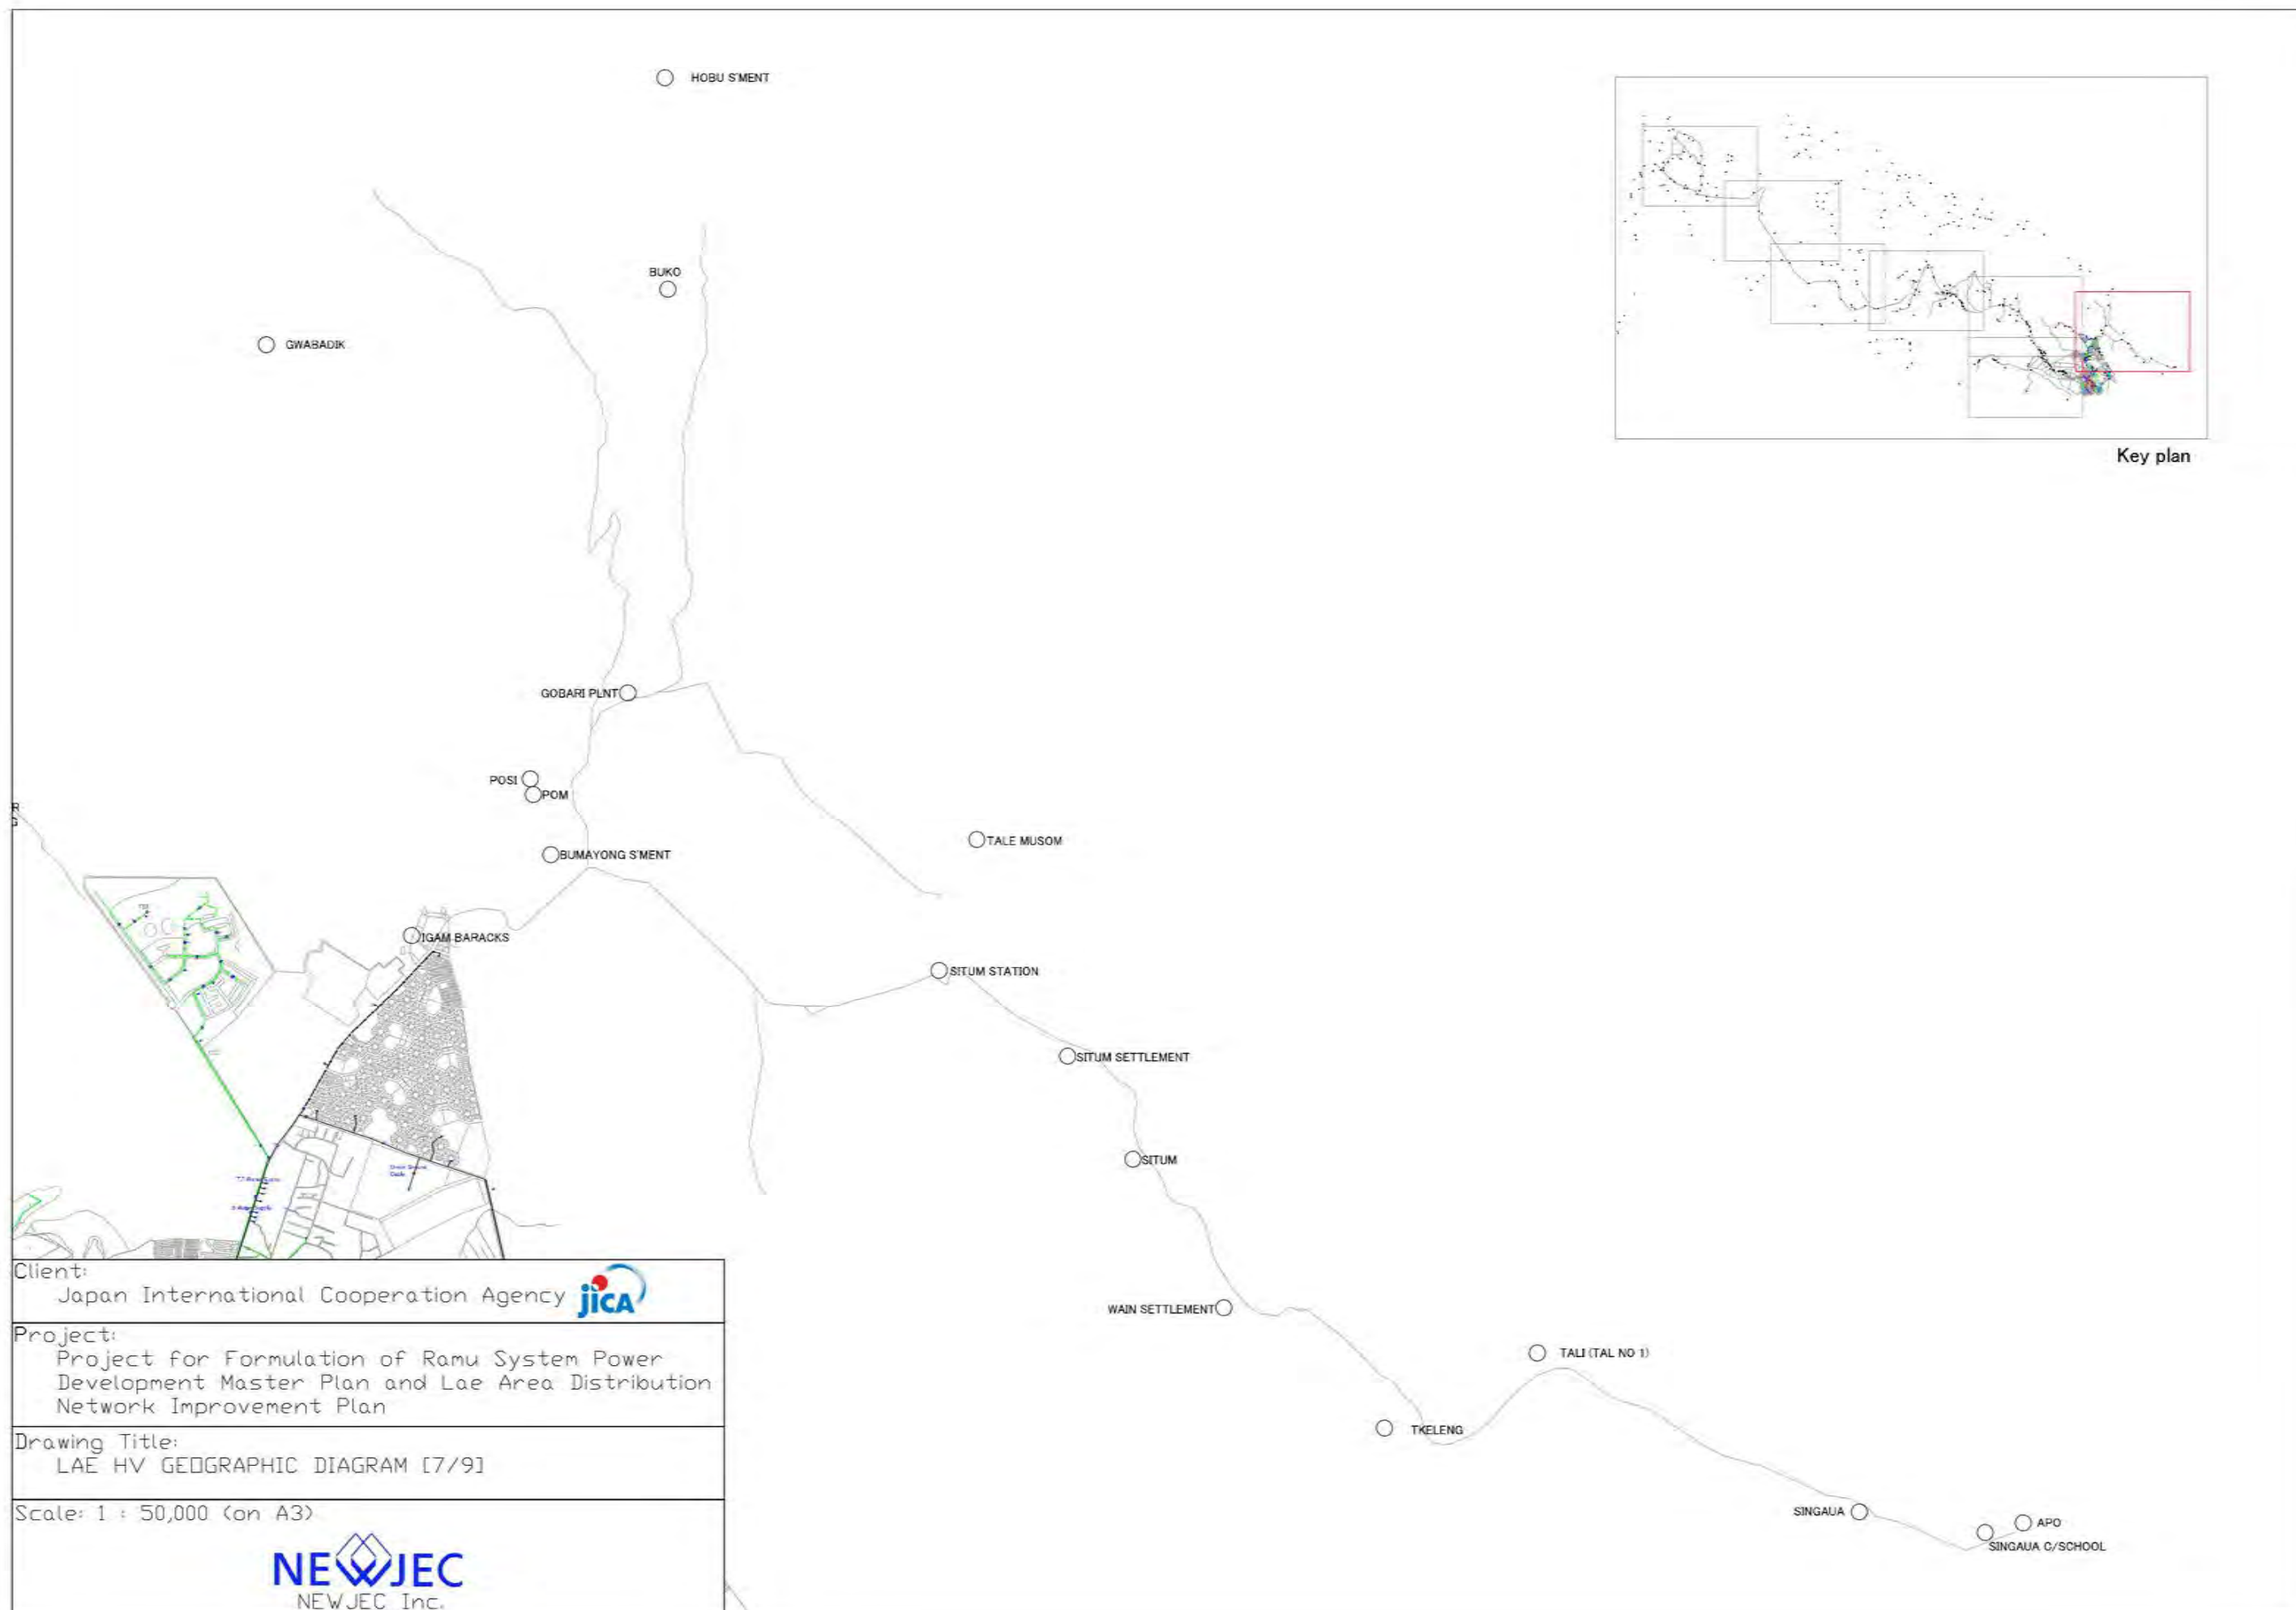 HOBU S'MENT
BUKO
GWABADIK
Key plan
GOBARI PLNT
POSI
POM
R
G
TALE MUSOM
BUMAYONG S'MENT
IGAM BARACKS
SITUM STATION
SITUM SETTLEMENT
SITUM
WAIN SETTLEMENT
TALI (TAL NO 1)
TKELENG
SINGAUA
APO
SINGAUA C/SCHOOL
Client:
Japan International Cooperation Agency
jica
Project:
Project for Formulation of Ramu System Power
Development Master Plan and Lae Area Distribution
Network Improvement Plan
Drawing Title:
LAE HV GEOGRAPHIC DIAGRAM [7/9]
Scale: 1 : 50,000 (on A3)
NEWJEC
NEWJEC Inc.